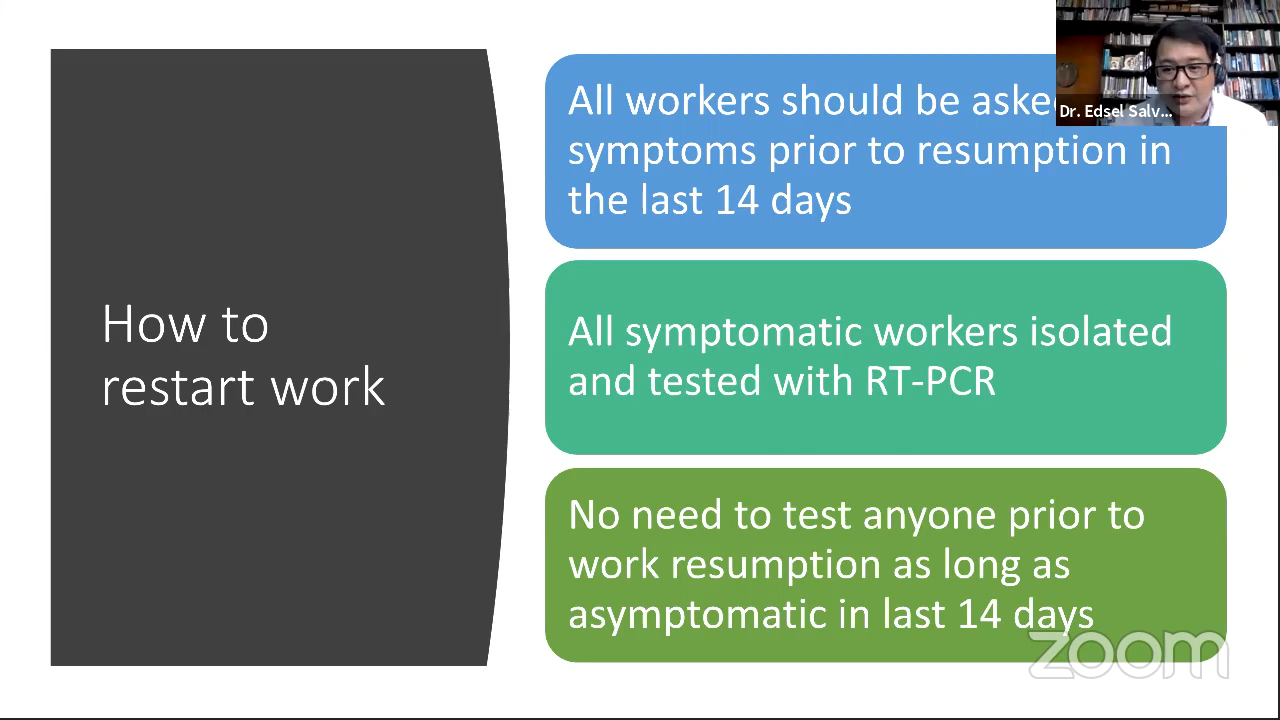 How to
restart work
All workers should be asked
symptoms prior to resumption in
the last 14 days
All symptomatic workers isolated
and tested with RT-PCR
No need to test anyone prior to
work resumption as long as
asymptomatic in last 14 days
Dr. Edsel Salv...
zoom